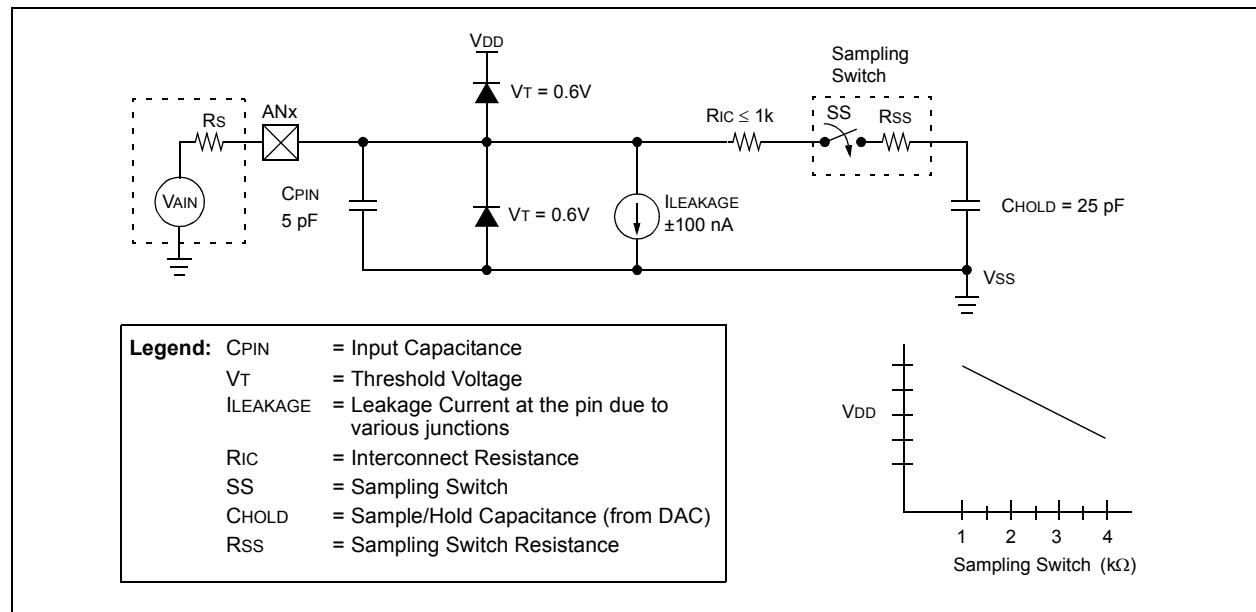 VDD
Sampling
Switch
VT = 0.6V
RS
ANx
RIC ≤ 1k
SS
RSS
VAIN
CPIN
5 pF
VT = 0.6V
ILEAKAGE
±100 nA
CHOLD = 25 pF
VSS
Legend: CPIN = Input Capacitance
VT = Threshold Voltage
ILEAKAGE = Leakage Current at the pin due to
various junctions
RIC = Interconnect Resistance
SS = Sampling Switch
CHOLD = Sample/Hold Capacitance (from DAC)
RSS = Sampling Switch Resistance
VDD
1 2 3 4
Sampling Switch (kΩ)